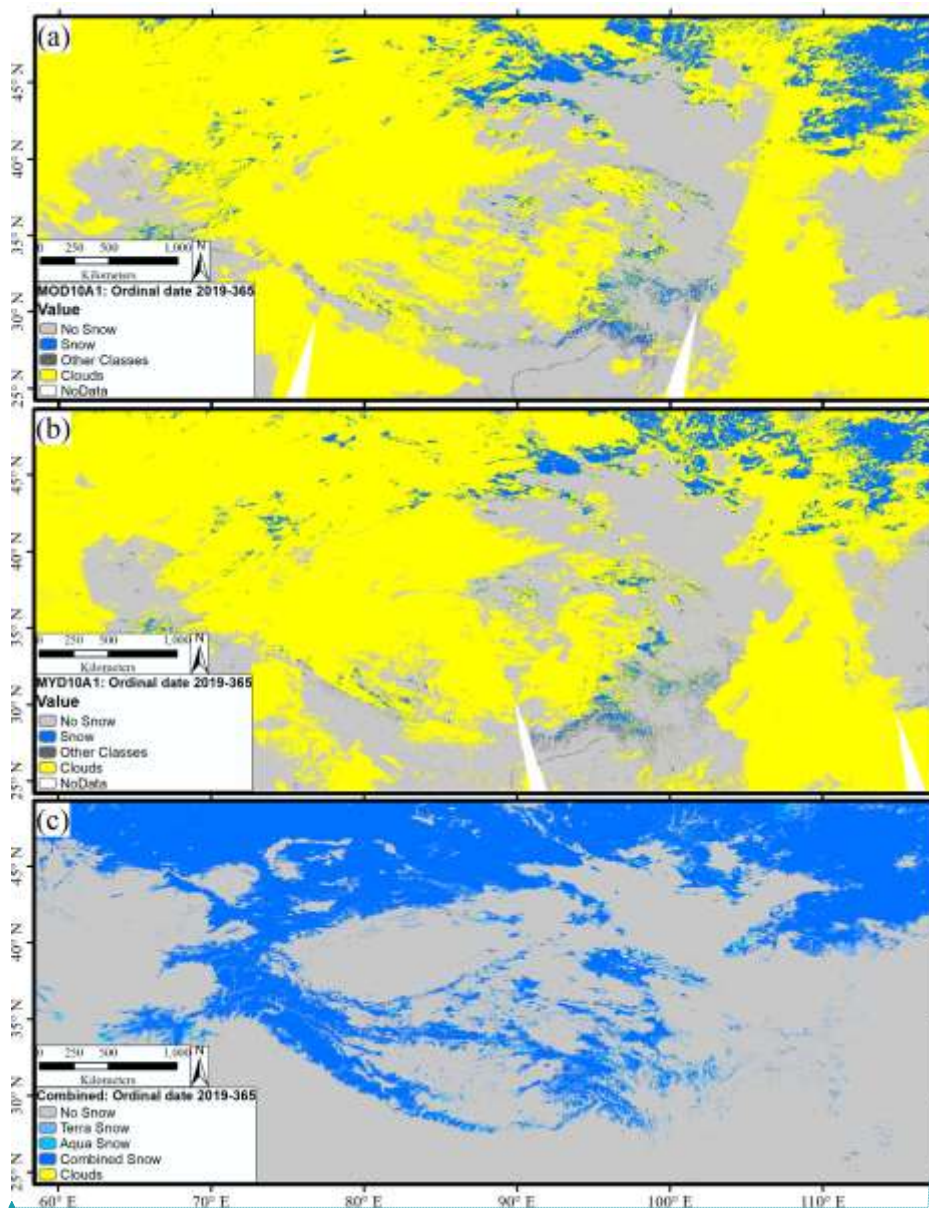 (a)
45° N
40° N
35° N
30° N
25° N
0 250 500 1,000
Kilometers
N
MOD10A1: Ordinal date 2019-365
Value
No Snow
Snow
Other Classes
Clouds
NoData
(b)
45° N
40° N
35° N
30° N
25° N
0 250 500 1,000
Kilometers
N
MYD10A1: Ordinal date 2019-365
Value
No Snow
Snow
Other Classes
Clouds
NoData
(c)
45° N
40° N
35° N
30° N
25° N
0 250 500 1,000
Kilometers
N
Combined: Ordinal date 2019-365
No Snow
Terra Snow
Aqua Snow
Combined Snow
Clouds
60° E 70° E 80° E 90° E 100° E 110° E